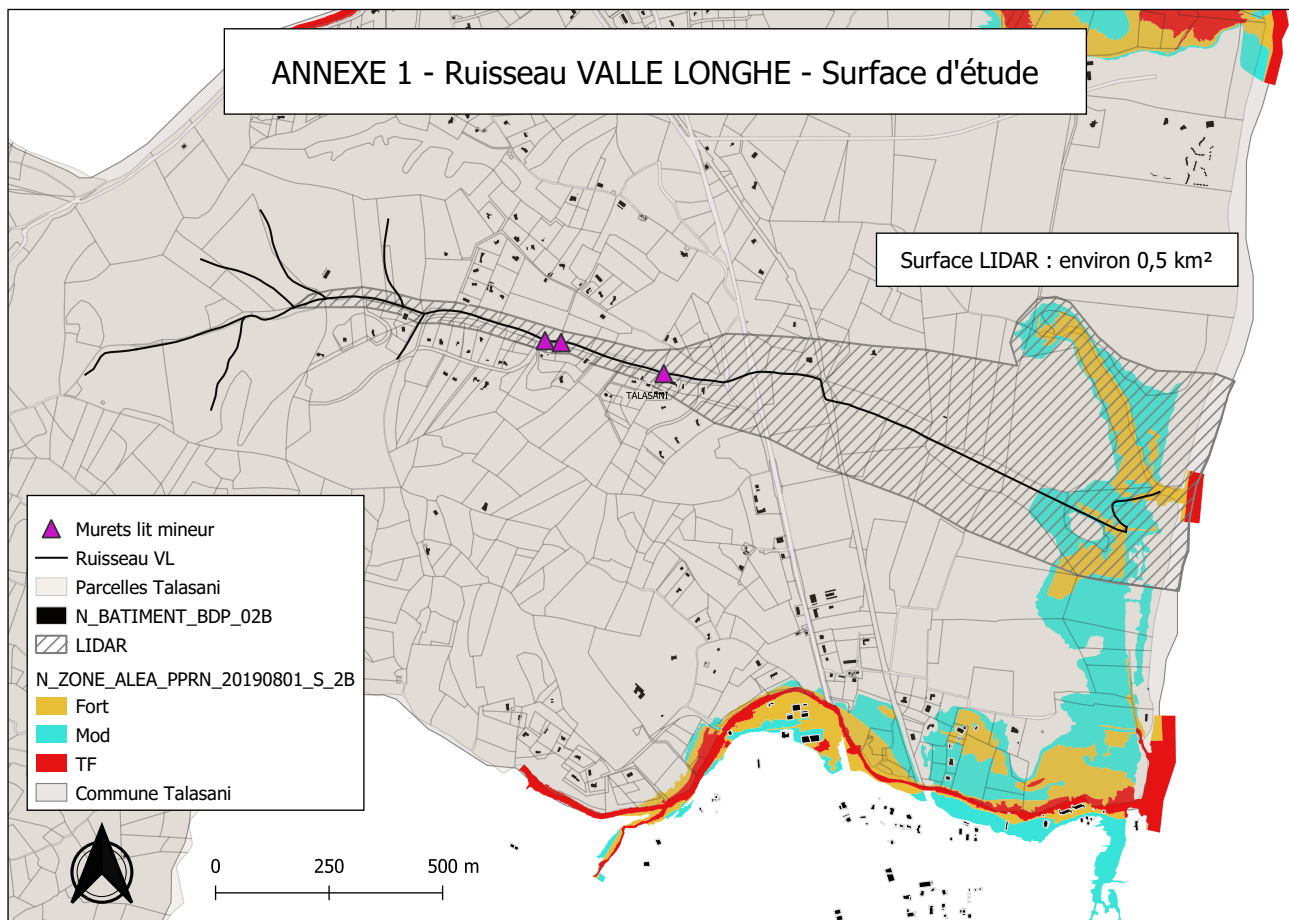 ANNEXE 1 - Ruisseau VALLE LONGHE - Surface d'étude
Surface LIDAR : environ 0,5 km²
TALASANI
Murets lit mineur
Ruisseau VL
Parcelles Talasani
N_BATIMENT_BDP_02B
LIDAR
N_ZONE_ALEA_PPRN_20190801_S_2B
Fort
Mod
TF
Commune Talasani
0 250 500 m